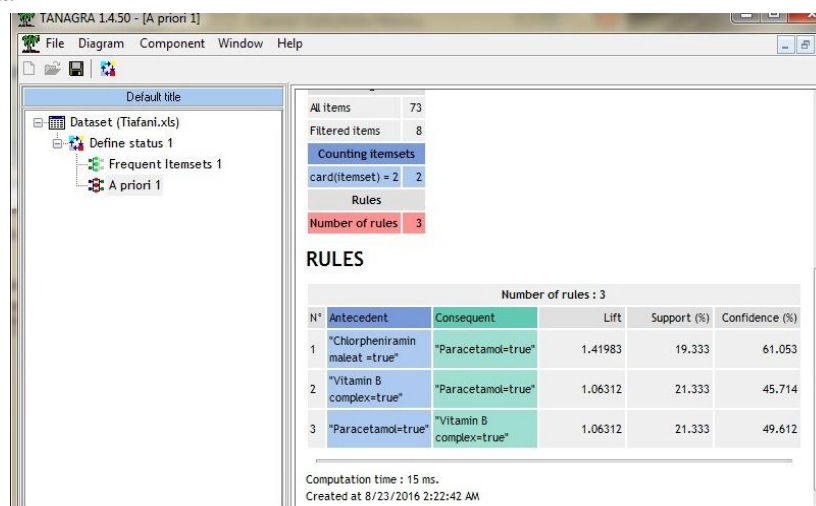 TANAGRA 1.4.50 - [A priori 1]
File Diagram Component Window Help
Default title
Dataset (Tiafani.xls)
Define status 1
Frequent Itemsets 1
A priori 1
All items 73
Filtered items 8
Counting itemsets
card(itemset) = 2 2
Rules
Number of rules 3
RULES
Number of rules : 3
N° Antecedent Consequent Lift Support (%) Confidence (%)
1 "Chlorpheniramin maleat =true" "Paracetamol=true" 1.41983 19.333 61.053
2 "Vitamin B complex=true" "Paracetamol=true" 1.06312 21.333 45.714
3 "Paracetamol=true" "Vitamin B complex=true" 1.06312 21.333 49.612
Computation time : 15 ms.
Created at 8/23/2016 2:22:42 AM